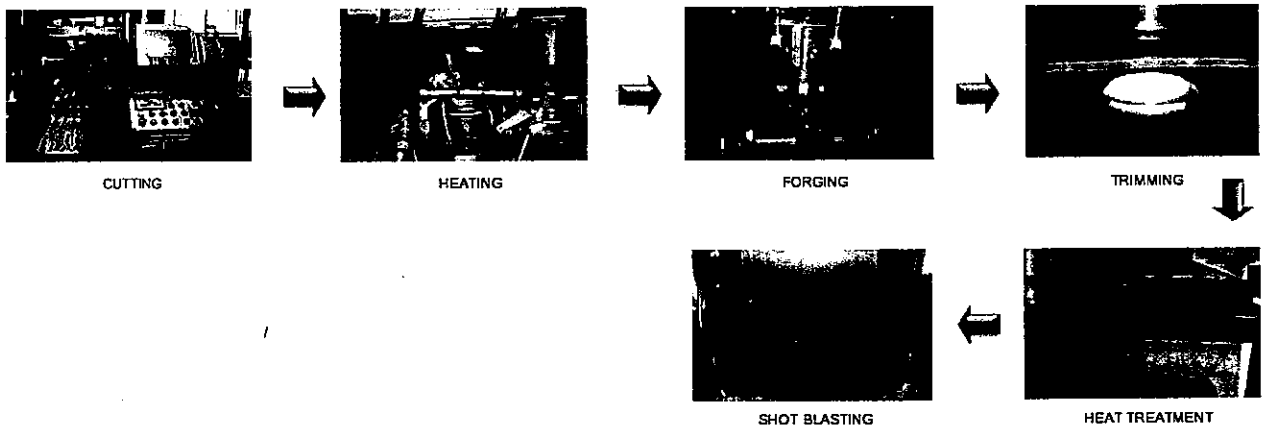 CUTTING
HEATING
FORGING
TRIMMING
HEAT TREATMENT
SHOT BLASTING